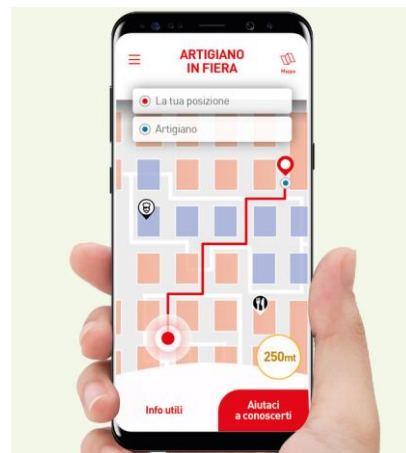 ARTIGIANO
IN FIERA
Mappa
La tua posizione
Artigiano
250mt
Info utili
Aiutaci
a conoscerti